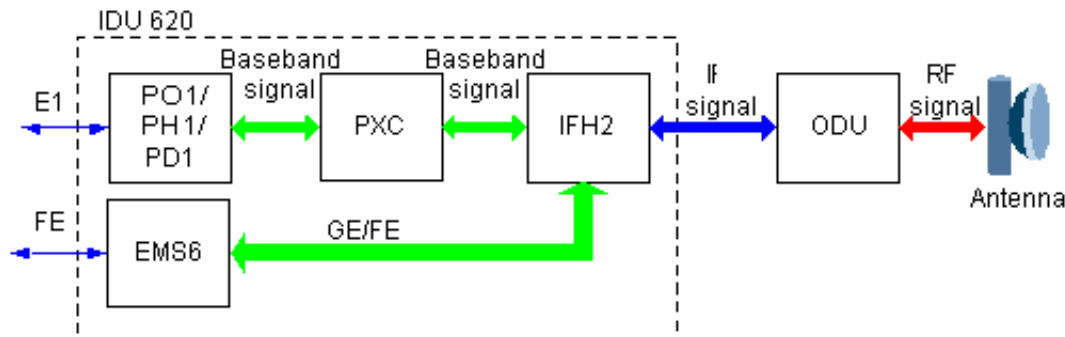 IDU 620
Baseband
signal
Baseband
signal
IF
signal
RF
signal
E1
PO1/
PH1/
PD1
PXC
IFH2
ODU
Antenna
FE
EMS6
GE/FE